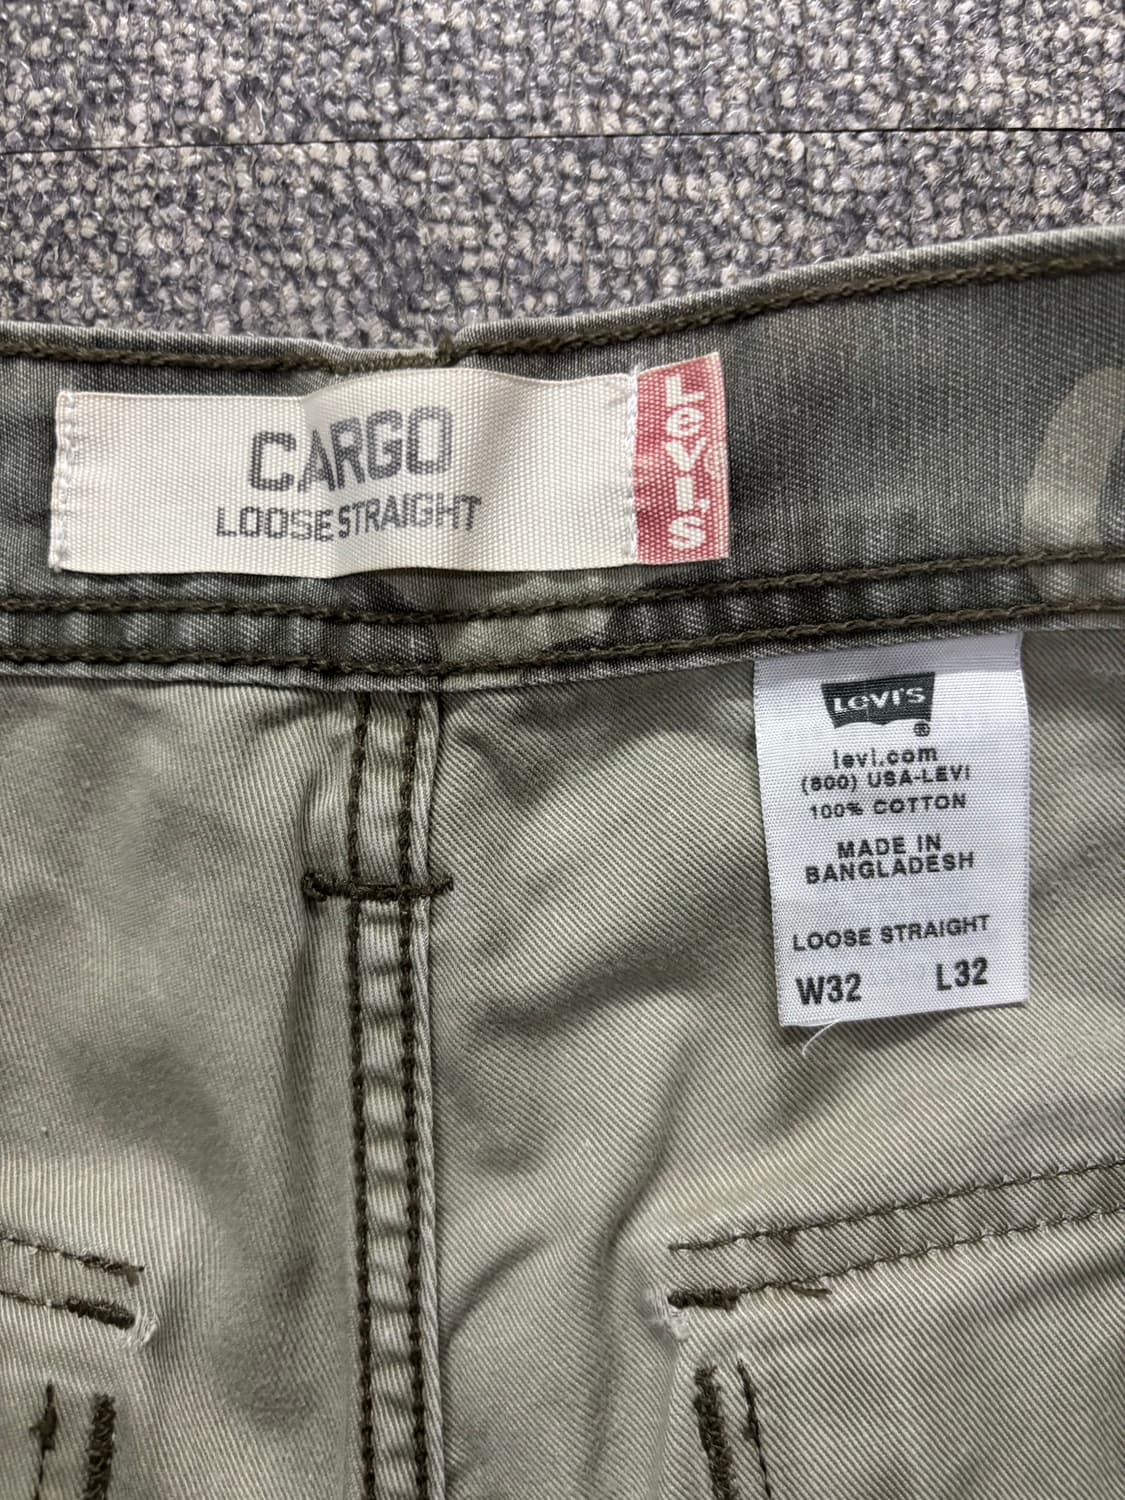 CARGO
LOOSE STRAIGHT
LEVI'S
LEVI'S
®
levi.com
(800) USA-LEVI
100% COTTON
MADE IN
BANGLADESH
LOOSE STRAIGHT
W32 L32